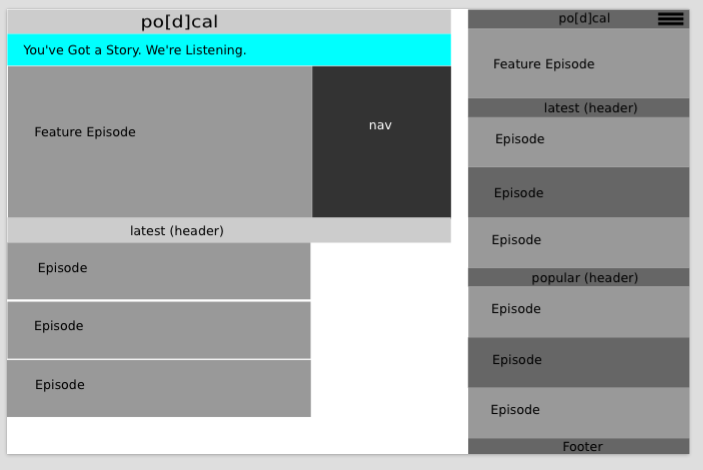 po[d]cal
You've Got a Story. We're Listening.
Feature Episode
nav
latest (header)
Episode
Episode
Episode
po[d]cal
Feature Episode
latest (header)
Episode
Episode
Episode
popular (header)
Episode
Episode
Episode
Footer